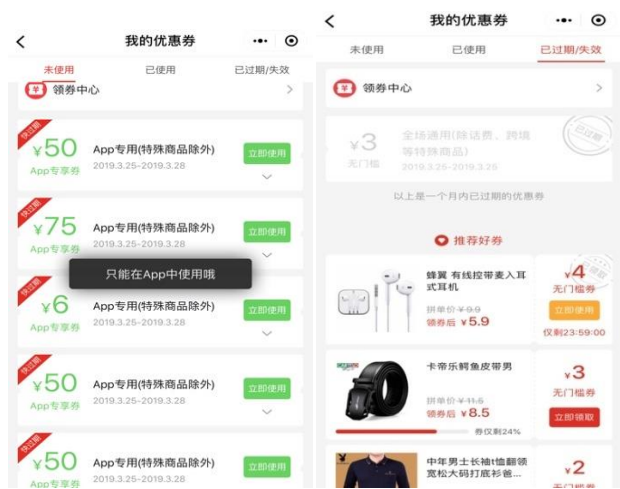 我的优惠券
未使用
已使用
已过期/失效
领券中心
快过期
¥50
App专享券
App专用(特殊商品除外)
2019.3.25-2019.3.28
立即使用
快过期
¥75
App专享券
App专用(特殊商品除外)
2019.3.25-2019.3.28
立即使用
只能在App中使用哦
快过期
¥6
App专享券
App专用(特殊商品除外)
2019.3.25-2019.3.28
立即使用
快过期
¥50
App专享券
App专用(特殊商品除外)
2019.3.25-2019.3.28
立即使用
快过期
¥50
App专享券
App专用(特殊商品除外)
2019.3.25-2019.3.28
立即使用
我的优惠券
未使用
已使用
已过期/失效
领券中心
¥3
无门槛
全场通用(除话费、跨境
等特殊商品)
2019.3.25-2019.3.25
已过期
以上是一个月内已过期的优惠券
推荐好券
蜂翼 有线控带麦入耳
式耳机
拼单价¥9.9
领券后 ¥5.9
¥4
无门槛券
立即使用
仅剩23:59:00
卡帝乐鳄鱼皮带男
拼单价¥11.5
领券后 ¥8.5
券仅剩24%
¥3
无门槛券
立即领取
中年男士长袖t恤翻领
宽松大码打底衫爸...
¥2
无门槛券